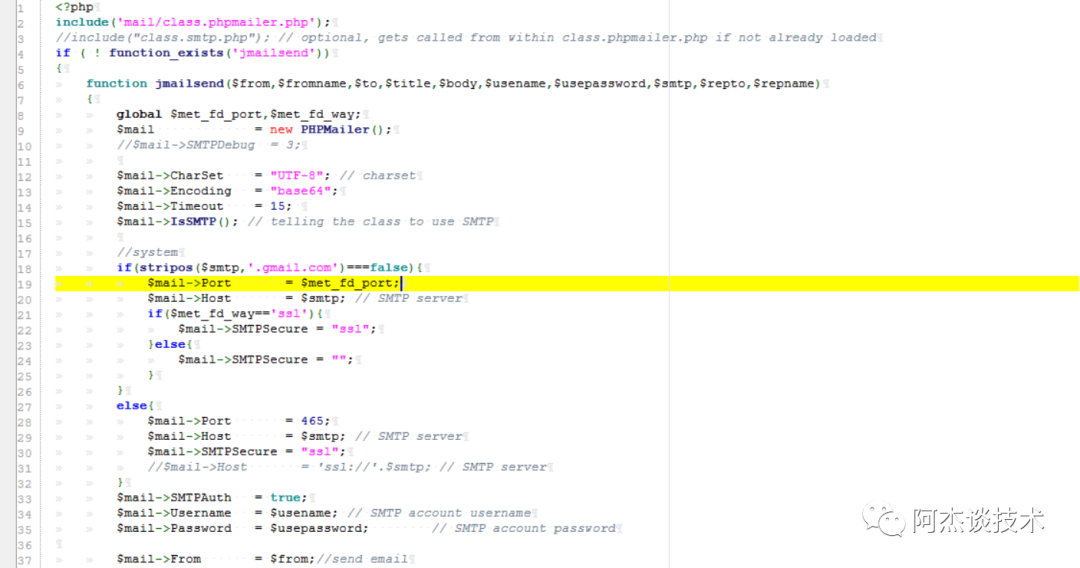 1 <?php
2 include('mail/class.phpmailer.php');
3 //include("class.smtp.php"); // optional, gets called from within class.phpmailer.php if not already loaded
4 if ( ! function_exists('jmailsend'))
5 {
6 function jmailsend($from,$fromname,$to,$title,$body,$usename,$usepassword,$smtp,$repto,$repname)
7 {
8 global $met_fd_port,$met_fd_way;
9 $mail = new PHPMailer();
10 //$mail->SMTPDebug = 3;
11
12 $mail->CharSet = "UTF-8"; // charset
13 $mail->Encoding = "base64";
14 $mail->Timeout = 15;
15 $mail->IsSMTP(); // telling the class to use SMTP
16
17 //system
18 if(stripos($smtp,'.gmail.com')===false){
19 $mail->Port = $met_fd_port;
20 $mail->Host = $smtp; // SMTP server
21 if($met_fd_way=='ssl'){
22 $mail->SMTPSecure = "ssl";
23 }else{
24 $mail->SMTPSecure = "";
25 }
26 }
27 else{
28 $mail->Port = 465;
29 $mail->Host = $smtp; // SMTP server
30 $mail->SMTPSecure = "ssl";
31 //$mail->Host = 'ssl://'.$smtp; // SMTP server
32 }
33 $mail->SMTPAuth = true;
34 $mail->Username = $usename; // SMTP account username
35 $mail->Password = $usepassword; // SMTP account password
36
37 $mail->From = $from;//send email
阿杰谈技术